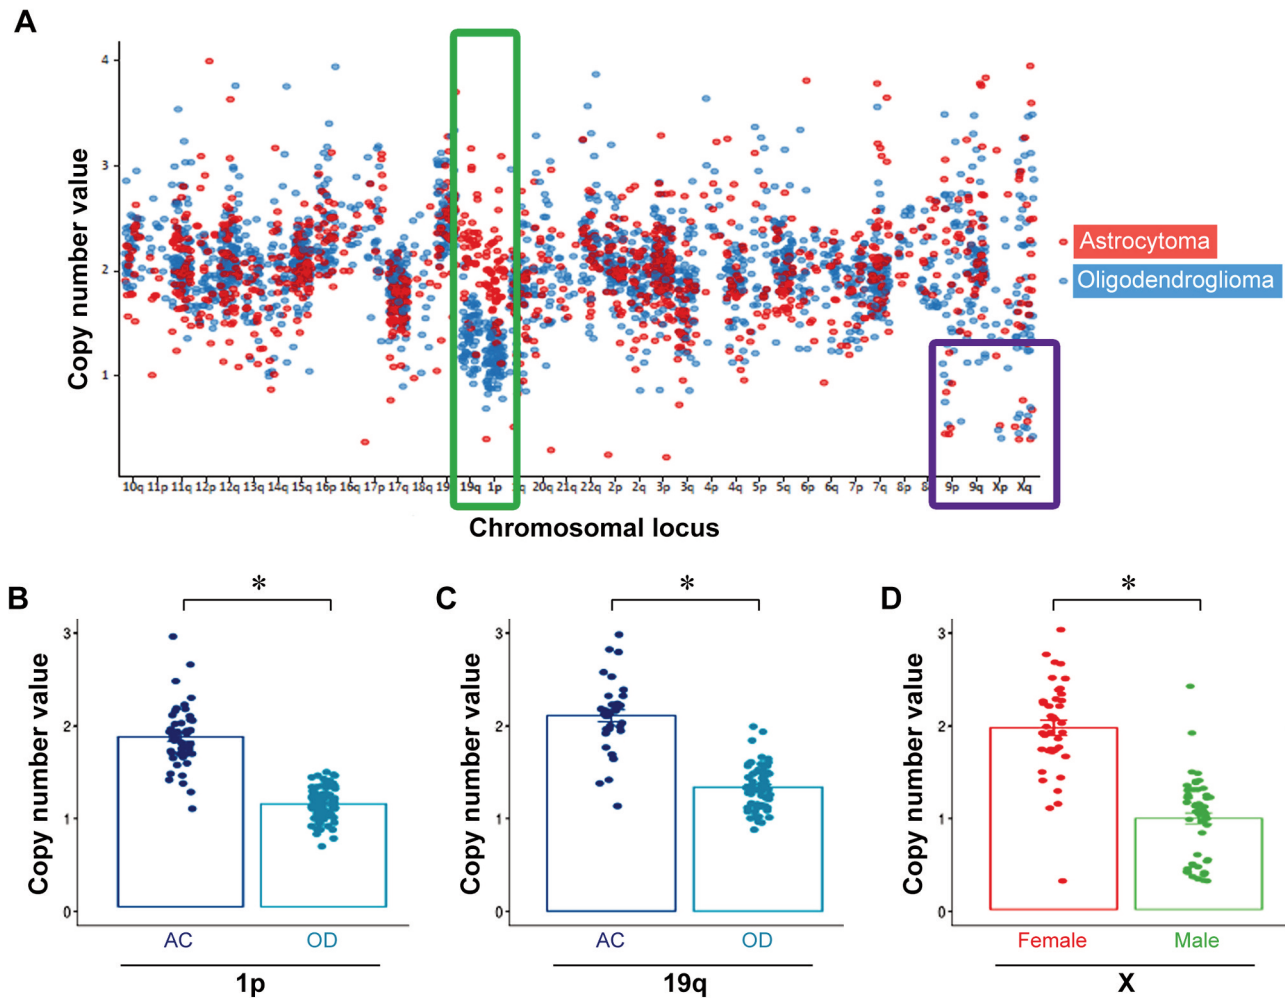 A
Copy number value
4
3
2
1
10q 11p 11q 12p 12q 13q 14q 15q 16p 16q 17p 17q 18q 19 19q 1p q 20q 21q 22q 2p 2q 3p 3q 4p 4q 5p 5q 6p 6q 7p 7q 8p 8 9p 9q Xp Xq
Chromosomal locus
Astrocytoma
Oligodendroglioma
B
*
Copy number value
3
2
1
0
AC OD
1p
C
*
Copy number value
3
2
1
0
AC OD
19q
D
*
Copy number value
3
2
1
0
Female Male
X